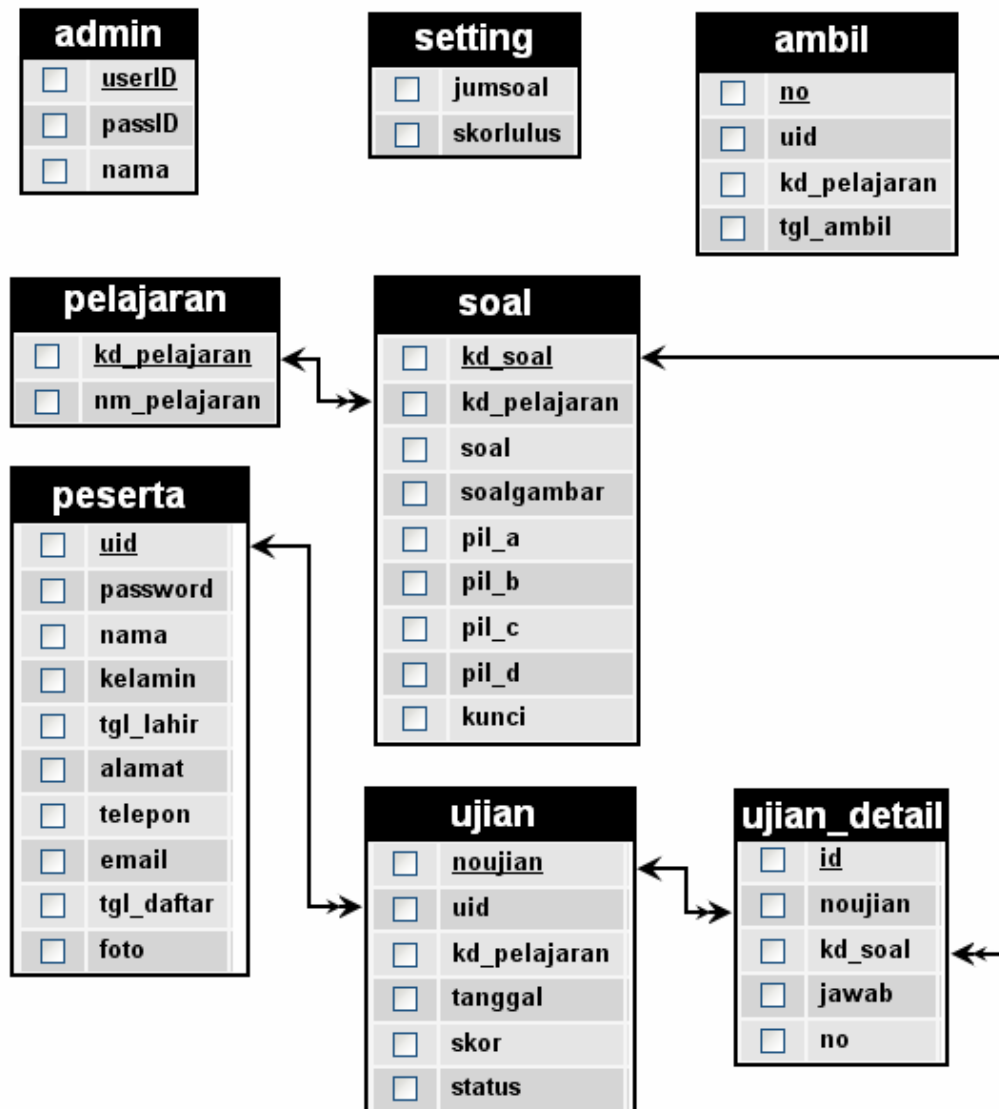 admin
userID
passID
nama
setting
jumsoal
skorlulus
ambil
no
uid
kd_pelajaran
tgl_ambil
pelajaran
kd_pelajaran
nm_pelajaran
soal
kd_soal
kd_pelajaran
soal
soalgambar
pil_a
pil_b
pil_c
pil_d
kunci
peserta
uid
password
nama
kelamin
tgl_lahir
alamat
telepon
email
tgl_daftar
foto
ujian
noujian
uid
kd_pelajaran
tanggal
skor
status
ujian_detail
id
noujian
kd_soal
jawab
no